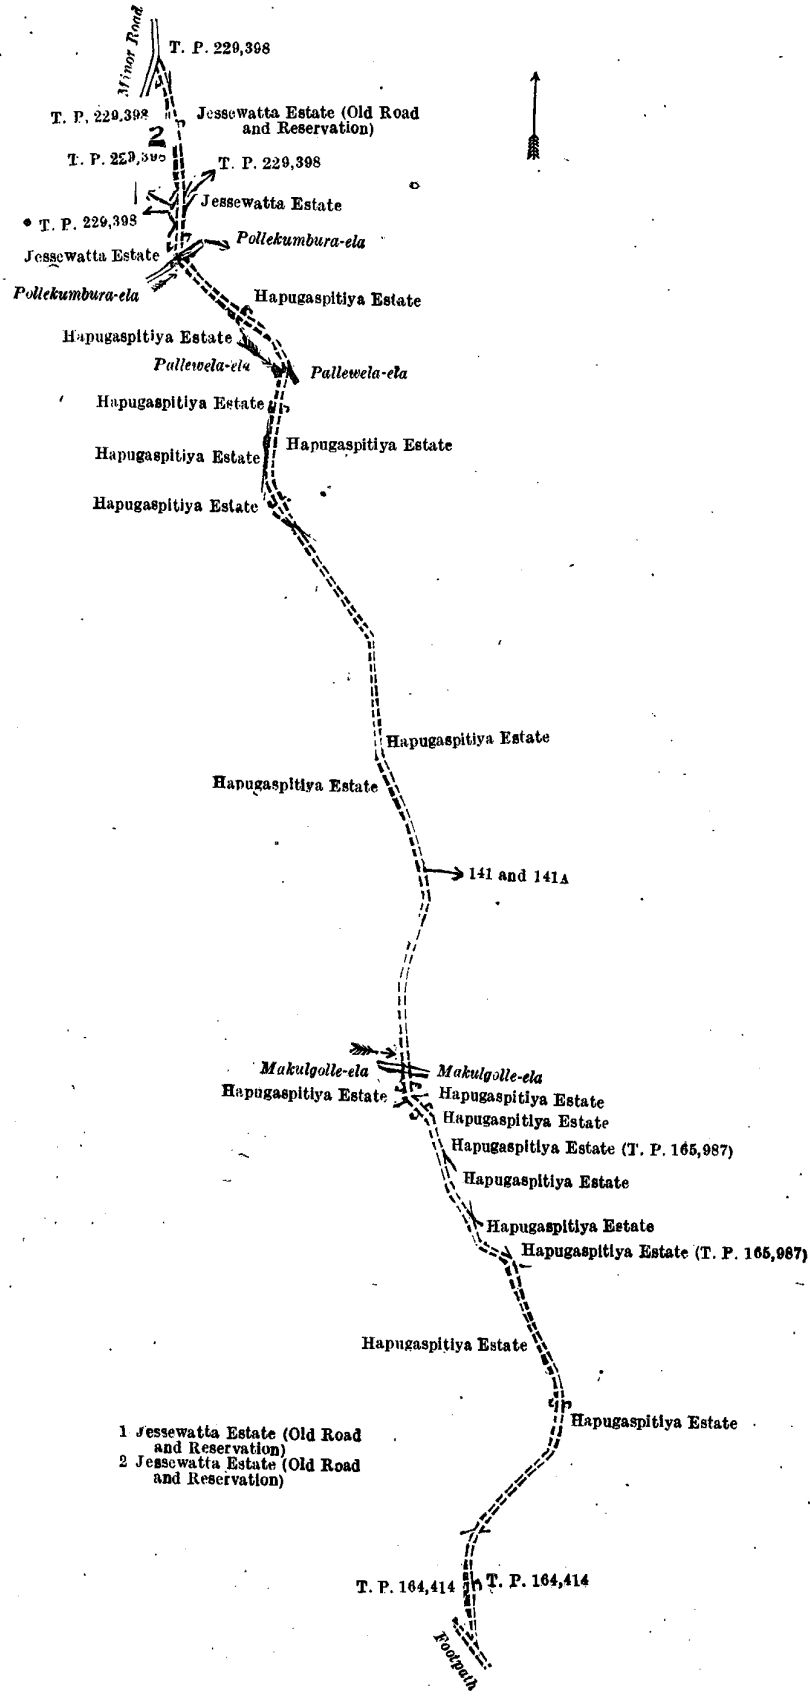 Minor Road
T. P. 229,398
T. P. 229,398
Jessewatta Estate (Old Road
and Reservation)
2
T. P. 229,398
T. P. 229,398
Jessewatta Estate
T. P. 229,398
Pollekumbura-ela
Jessewatta Estate
Pollekumbura-ela
Hapugaspitiya Estate
Hapugaspitiya Estate
Pallewela-ela
Pallewela-ela
Hapugaspitiya Estate
Hapugaspitiya Estate
Hapugaspitiya Estate
Hapugaspitiya Estate
Hapugaspitiya Estate
Hapugaspitiya Estate
141 and 141A
Makulgolle-ela
Makulgolle-ela
Hapugaspitiya Estate
Hapugaspitiya Estate
Hapugaspitiya Estate
Hapugaspitiya Estate (T. P. 165,987)
Hapugaspitiya Estate
Hapugaspitiya Estate
Hapugaspitiya Estate (T. P. 165,987)
Hapugaspitiya Estate
Hapugaspitiya Estate
1 Jessewatta Estate (Old Road
and Reservation)
2 Jessewatta Estate (Old Road
and Reservation)
T. P. 164,414
T. P. 164,414
Footpath